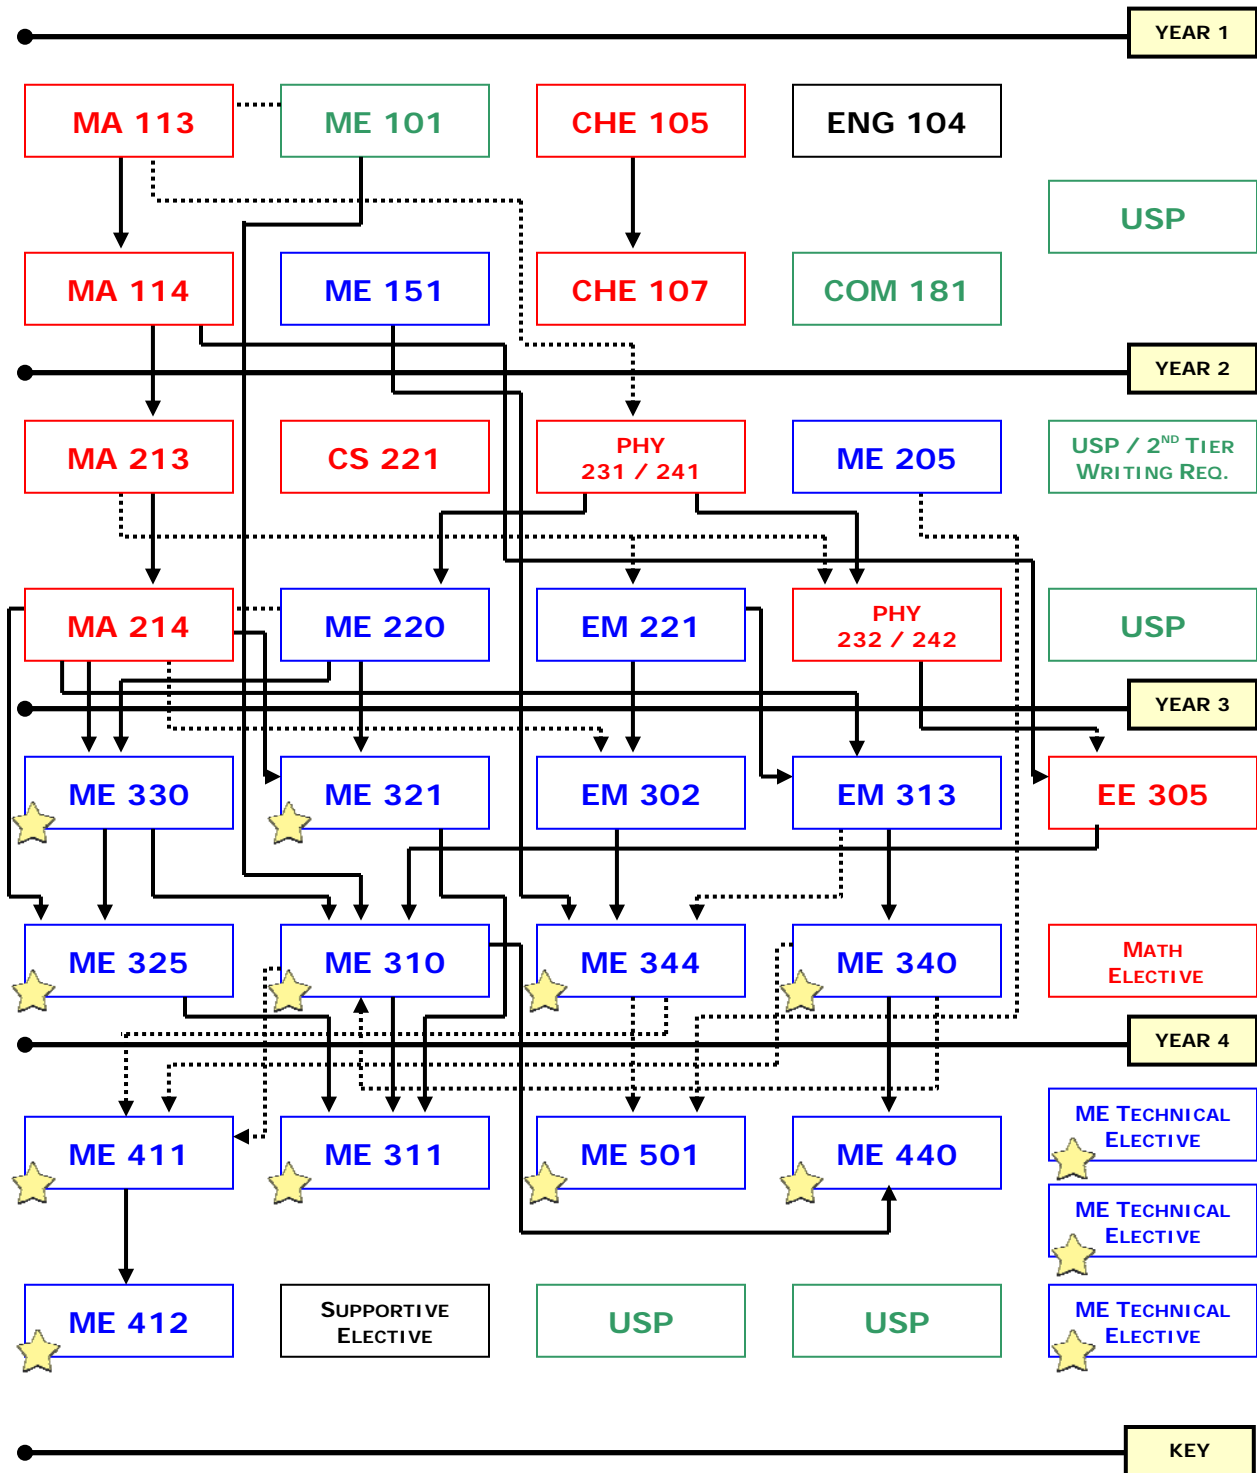 YEAR 1
MA 113
ME 101
CHE 105
ENG 104
USP
MA 114
ME 151
CHE 107
COM 181
YEAR 2
MA 213
CS 221
PHY
231 / 241
ME 205
USP / 2ND TIER
WRITING REQ.
MA 214
ME 220
EM 221
PHY
232 / 242
USP
YEAR 3
ME 330
ME 321
EM 302
EM 313
EE 305
ME 325
ME 310
ME 344
ME 340
MATH
ELECTIVE
YEAR 4
ME 411
ME 311
ME 501
ME 440
ME TECHNICAL
ELECTIVE
ME TECHNICAL
ELECTIVE
ME 412
SUPPORTIVE
ELECTIVE
USP
USP
ME TECHNICAL
ELECTIVE
KEY